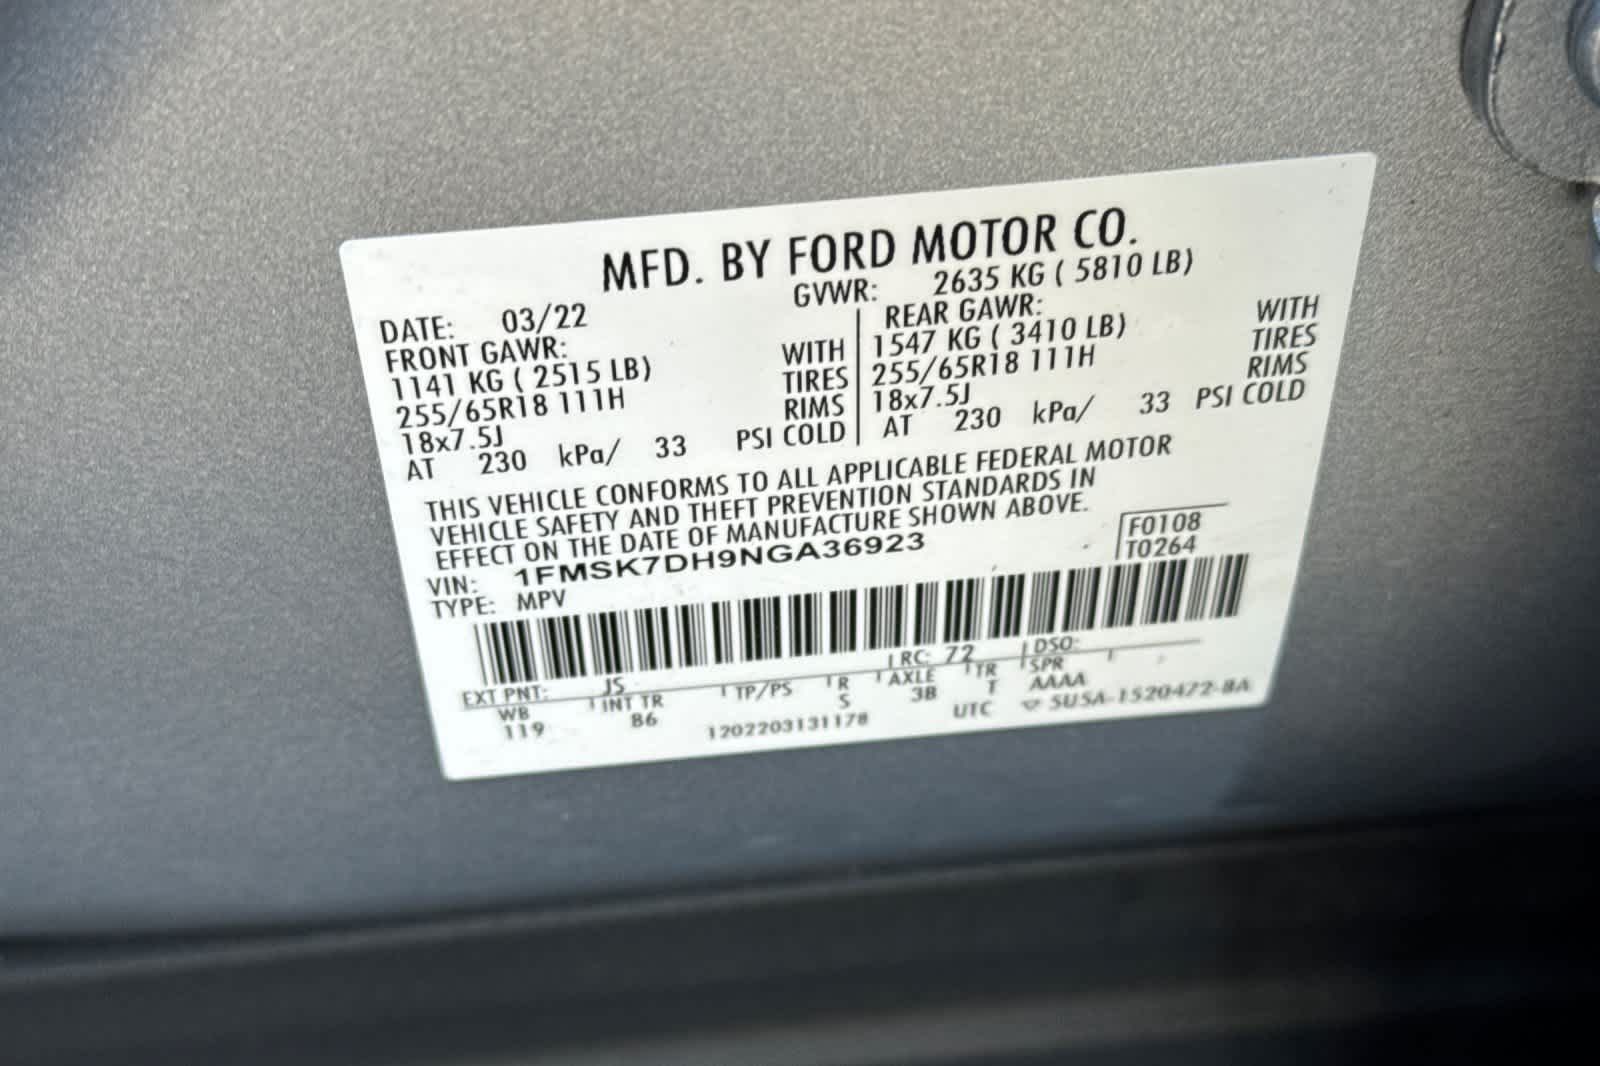 MFD. BY FORD MOTOR CO.
DATE: 03/22 GVWR: 2635 KG ( 5810 LB)
FRONT GAWR: REAR GAWR:
1141 KG ( 2515 LB) WITH 1547 KG ( 3410 LB) WITH
255/65R18 111H TIRES 255/65R18 111H TIRES
18x7.5J RIMS 18x7.5J RIMS
AT 230 kPa/ 33 PSI COLD AT 230 kPa/ 33 PSI COLD
THIS VEHICLE CONFORMS TO ALL APPLICABLE FEDERAL MOTOR
VEHICLE SAFETY AND THEFT PREVENTION STANDARDS IN
EFFECT ON THE DATE OF MANUFACTURE SHOWN ABOVE.
VIN: 1FMSK7DH9NGA36923 F0108
TYPE: MPV T0264
EXT PNT: JS RC: 72 DSO:
WB INT TR TP/PS R AXLE TR SPR
119 B6 S 3B T AAAA
1202203131178 UTC 5U5A-1520472-BA